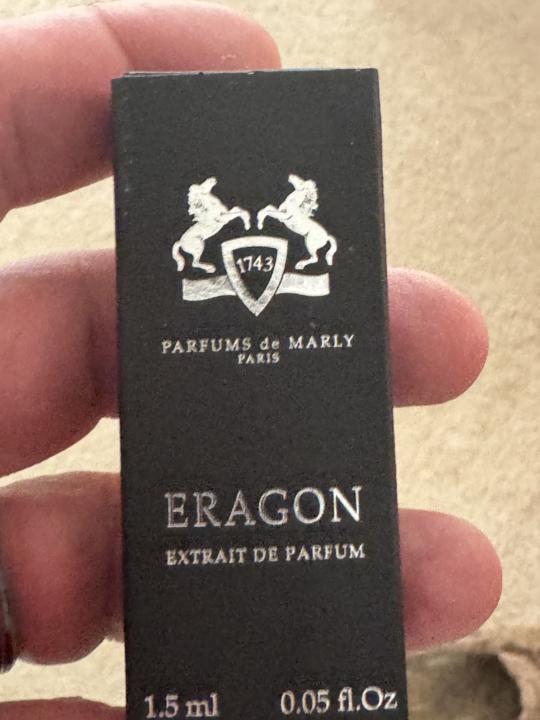 1743
PARFUMS de MARLY
PARIS
ERAGON
EXTRAIT DE PARFUM
1.5 ml 0.05 fl.Oz